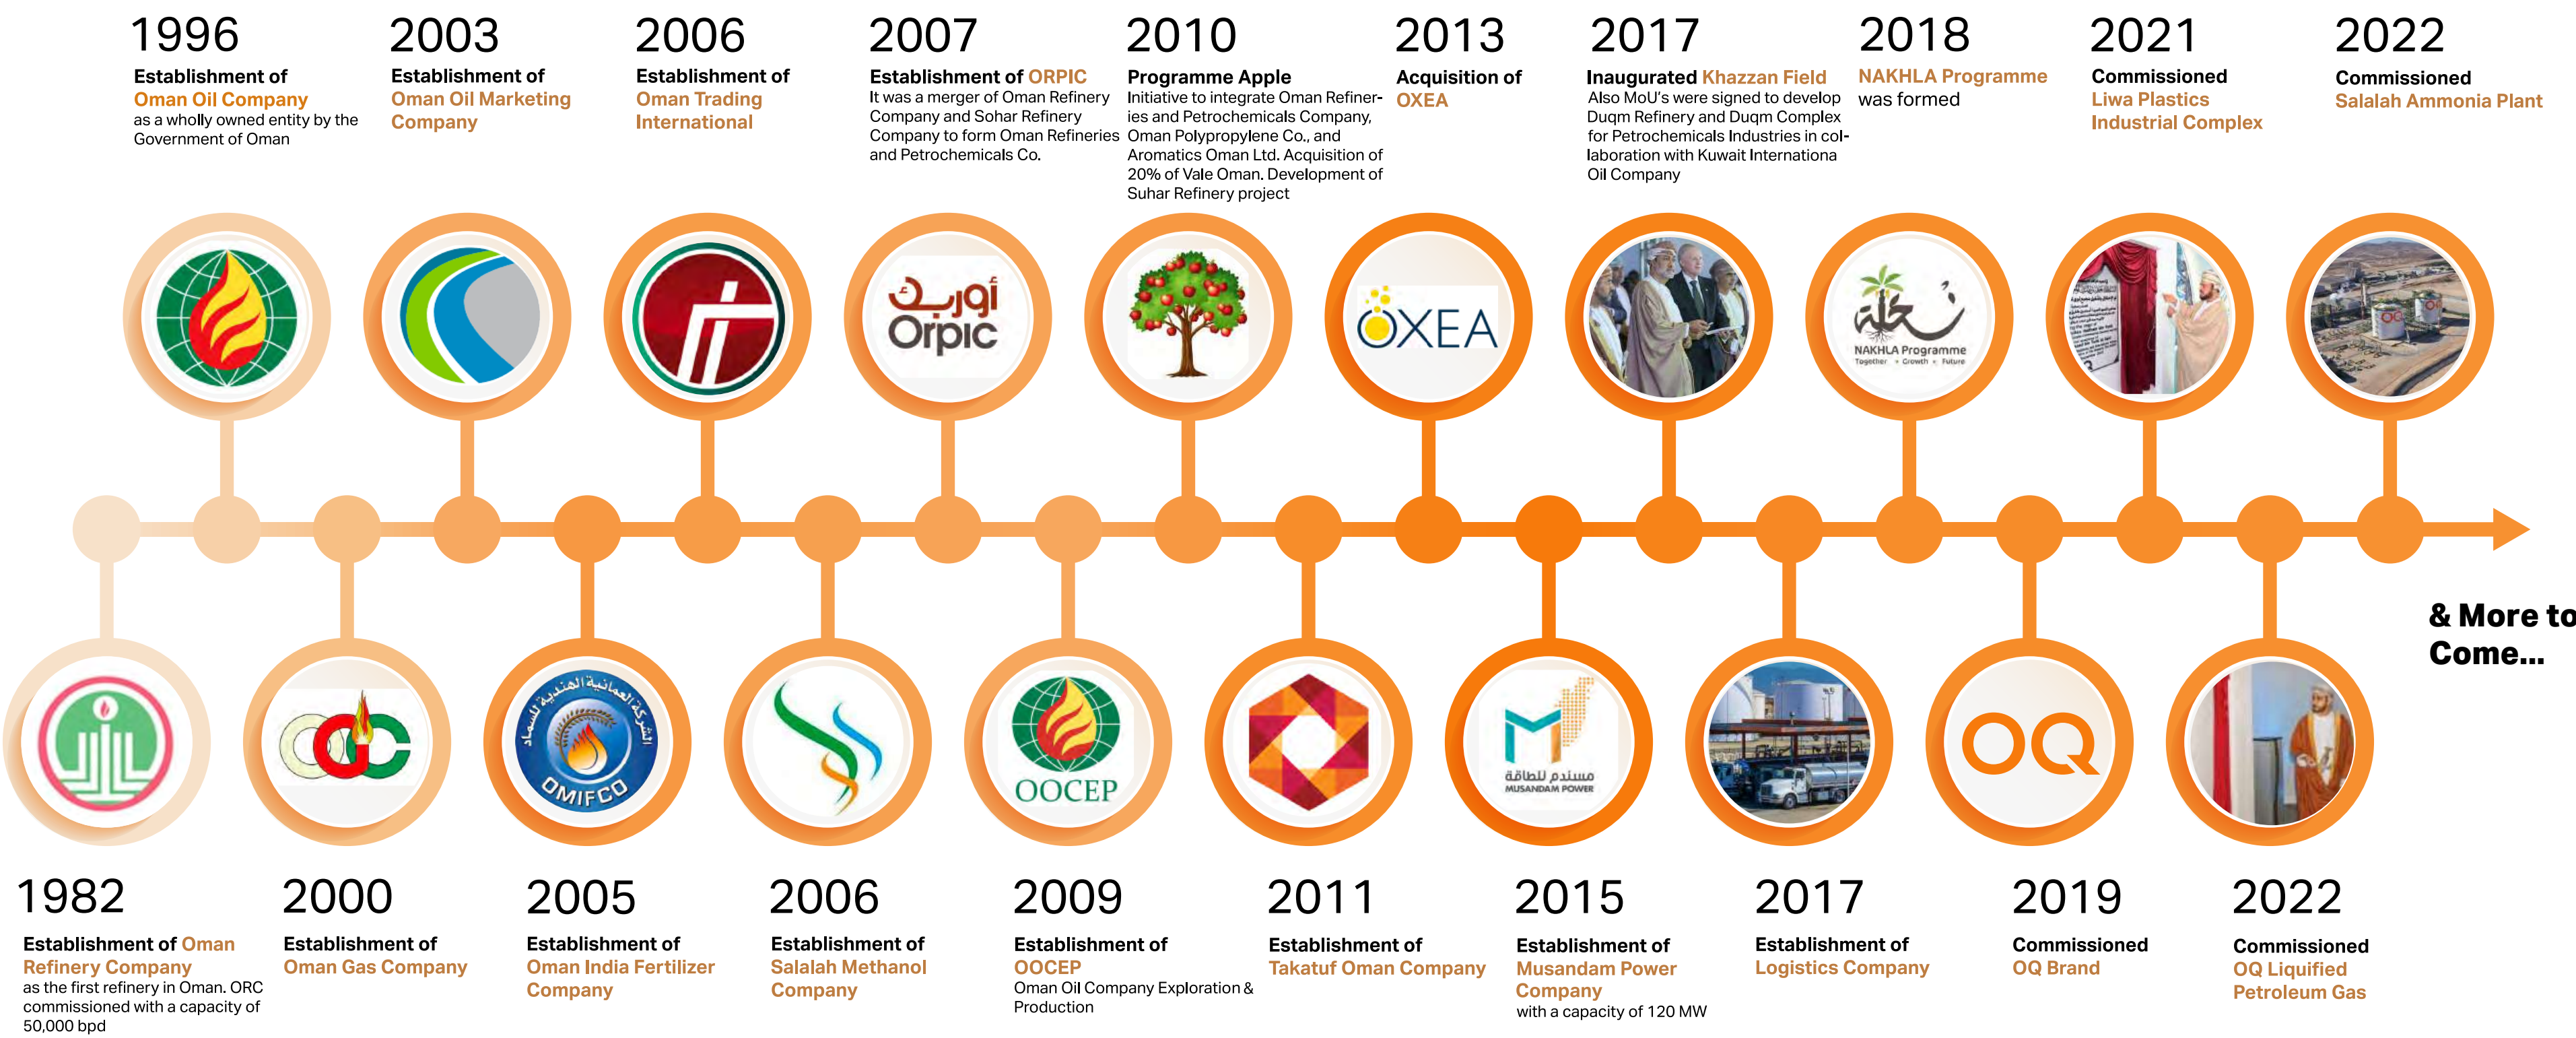 1996
Establishment of
Oman Oil Company
as a wholly owned entity by the
Government of Oman
2003
Establishment of
Oman Oil Marketing
Company
2006
Establishment of
Oman Trading
International
2007
Establishment of ORPIC
It was a merger of Oman Refinery
Company and Sohar Refinery
Company to form Oman Refineries
and Petrochemicals Co.
2010
Programme Apple
Initiative to integrate Oman Refiner-
ies and Petrochemicals Company,
Oman Polypropylene Co., and
Aromatics Oman Ltd. Acquisition of
20% of Vale Oman. Development of
Suhar Refinery project
2013
Acquisition of
OXEA
2017
Inaugurated Khazzan Field
Also MoU's were signed to develop
Duqm Refinery and Duqm Complex
for Petrochemicals Industries in col-
laboration with Kuwait Internationa
Oil Company
2018
NAKHLA Programme
was formed
2021
Commissioned
Liwa Plastics
Industrial Complex
2022
Commissioned
Salalah Ammonia Plant
أوربك
Orpic
OXEA
نخلة
NAKHLA Programme
Together + Growth + Future
OQ
& More to
Come...
OGC
الشركة العمانية الهندية للسماد
OMIFCO
OOCEP
مسندم للطاقة
MUSANDAM POWER
OQ
1982
Establishment of Oman
Refinery Company
as the first refinery in Oman. ORC
commissioned with a capacity of
50,000 bpd
2000
Establishment of
Oman Gas Company
2005
Establishment of
Oman India Fertilizer
Company
2006
Establishment of
Salalah Methanol
Company
2009
Establishment of
OOCEP
Oman Oil Company Exploration &
Production
2011
Establishment of
Takatuf Oman Company
2015
Establishment of
Musandam Power
Company
with a capacity of 120 MW
2017
Establishment of
Logistics Company
2019
Commissioned
OQ Brand
2022
Commissioned
OQ Liquified
Petroleum Gas